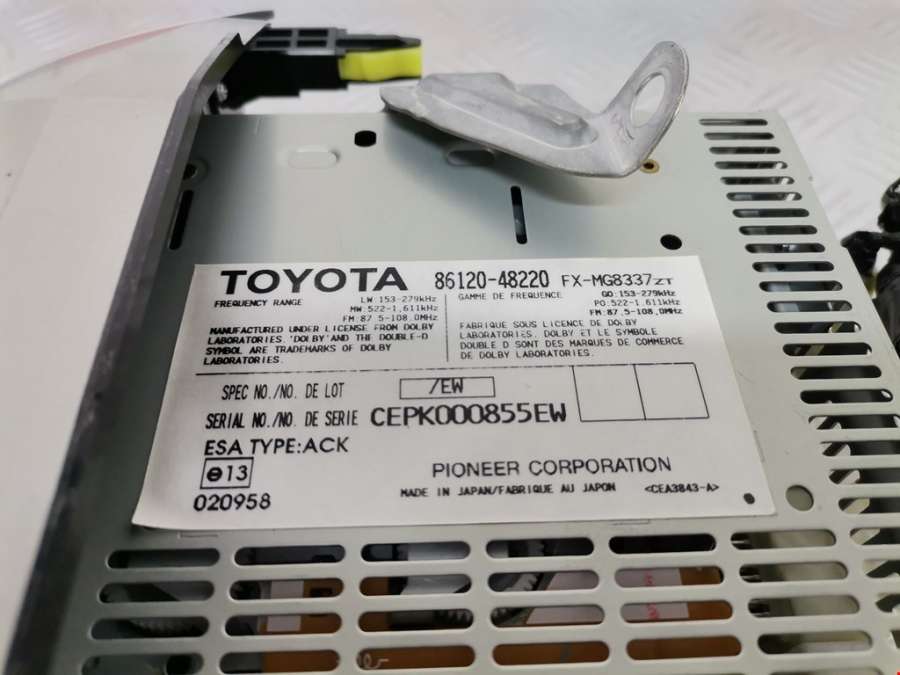 TOYOTA 86120-48220 FX-MG8337ZT
FREQUENCY RANGE LW:153-279kHz
MW:522-1,611kHz
FM:87.5-108.0MHz
GAMME DE FREQUENCE GO:153-279kHz
PO:522-1,611kHz
FM:87.5-108.0MHz
MANUFACTURED UNDER LICENSE FROM DOLBY
LABORATORIES. 'DOLBY' AND THE DOUBLE-D
SYMBOL ARE TRADEMARKS OF DOLBY
LABORATORIES.
FABRIQUE SOUS LICENCE DE DOLBY
LABORATORIES. DOLBY ET LE SYMBOLE
DOUBLE D SONT DES MARQUES DE COMMERCE
DE DOLBY LABORATORIES.
SPEC NO./NO. DE LOT /EW
SERIAL NO./NO. DE SERIE CEPK000855EW
ESA TYPE:ACK
e13
020958
PIONEER CORPORATION
MADE IN JAPAN/FABRIQUE AU JAPON <CEA3843-A>